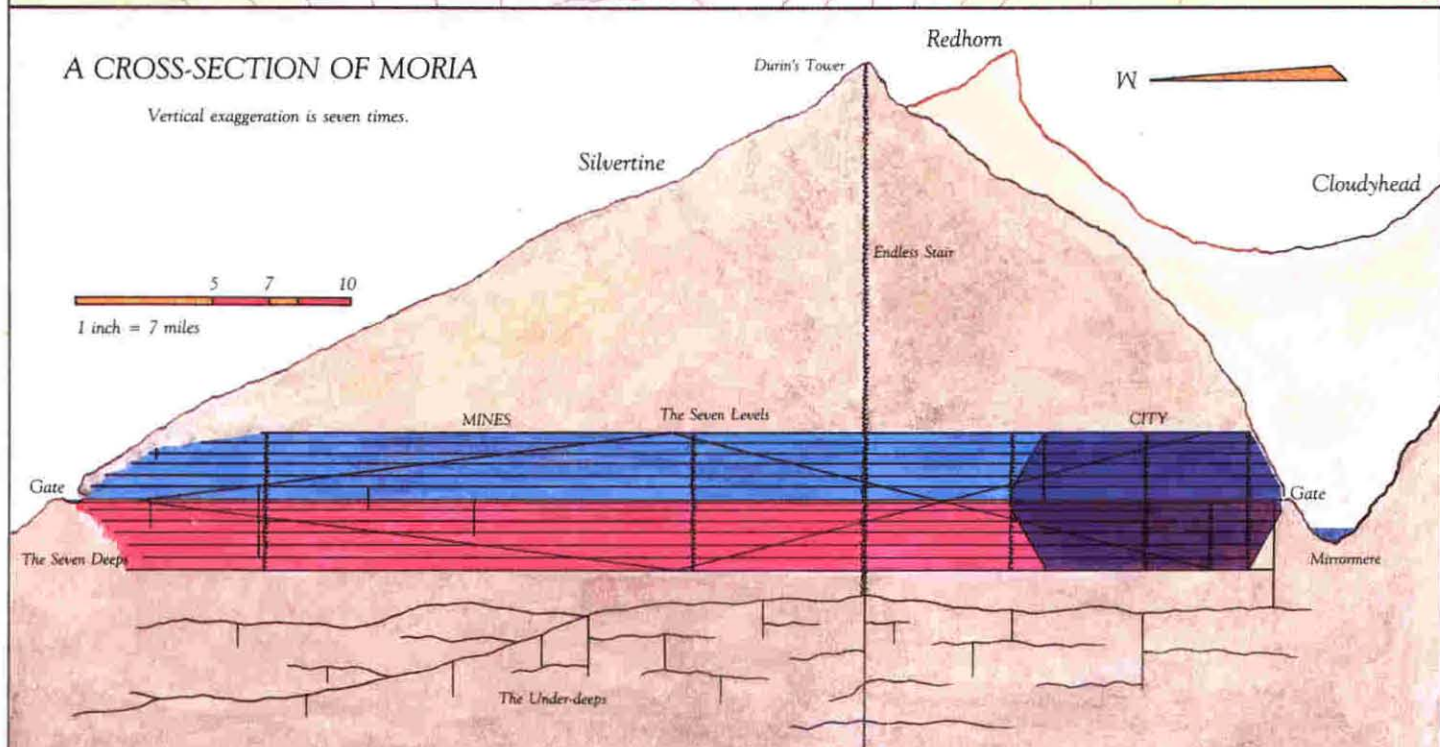 A CROSS-SECTION OF MORIA
Vertical exaggeration is seven times.
Redhorn
Durin's Tower
W
Silvertine
Cloudyhead
Endless Stair
5 7 10
1 inch = 7 miles
MINES
The Seven Levels
CITY
Gate
Gate
The Seven Deeps
Mirrormere
The Under-deeps